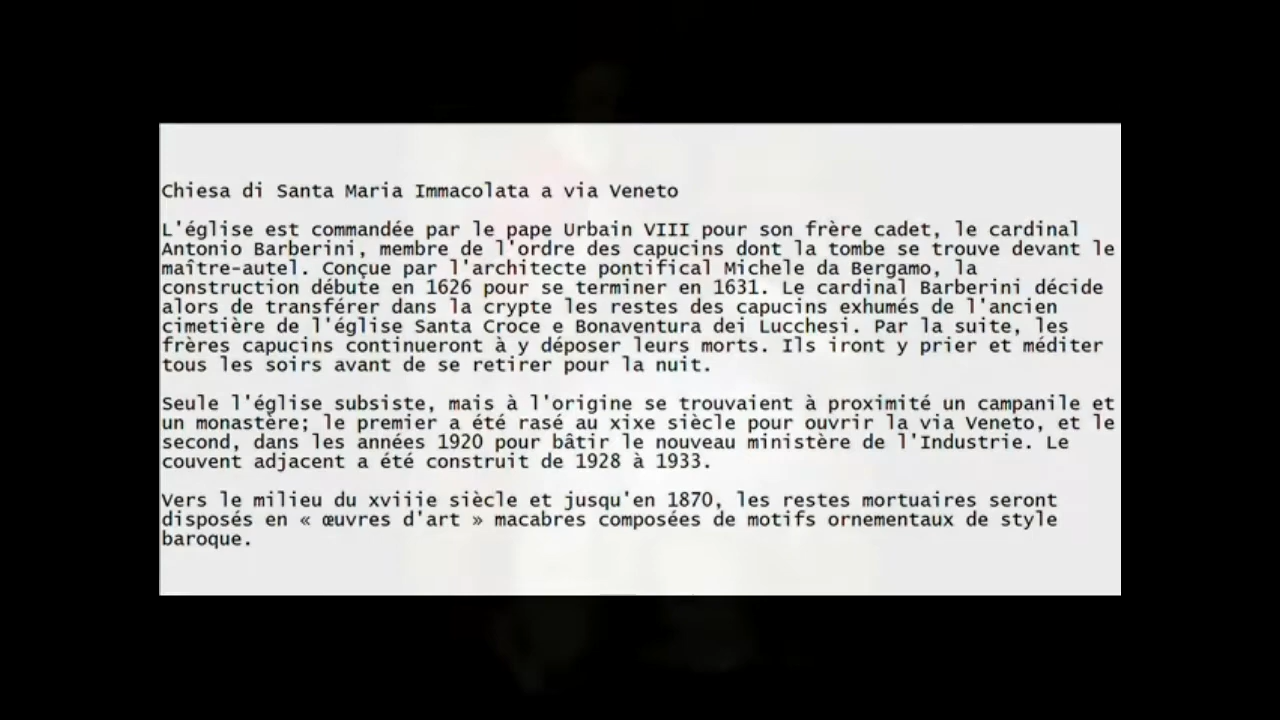 Chiesa di Santa Maria Immacolata a via Veneto
L'église est commandée par le pape Urbain VIII pour son frère cadet, le cardinal
Antonio Barberini, membre de l'ordre des capucins dont la tombe se trouve devant le
maître-autel. Conçue par l'architecte pontifical Michele da Bergamo, la
construction débute en 1626 pour se terminer en 1631. Le cardinal Barberini décide
alors de transférer dans la crypte les restes des capucins exhumés de l'ancien
cimetière de l'église Santa Croce e Bonaventura dei Lucchesi. Par la suite, les
frères capucins continueront à y déposer leurs morts. Ils iront y prier et méditer
tous les soirs avant de se retirer pour la nuit.
Seule l'église subsiste, mais à l'origine se trouvaient à proximité un campanile et
un monastère; le premier a été rasé au xixe siècle pour ouvrir la via Veneto, et le
second, dans les années 1920 pour bâtir le nouveau ministère de l'Industrie. Le
couvent adjacent a été construit de 1928 à 1933.
Vers le milieu du xviiie siècle et jusqu'en 1870, les restes mortuaires seront
disposés en « œuvres d'art » macabres composées de motifs ornementaux de style
baroque.